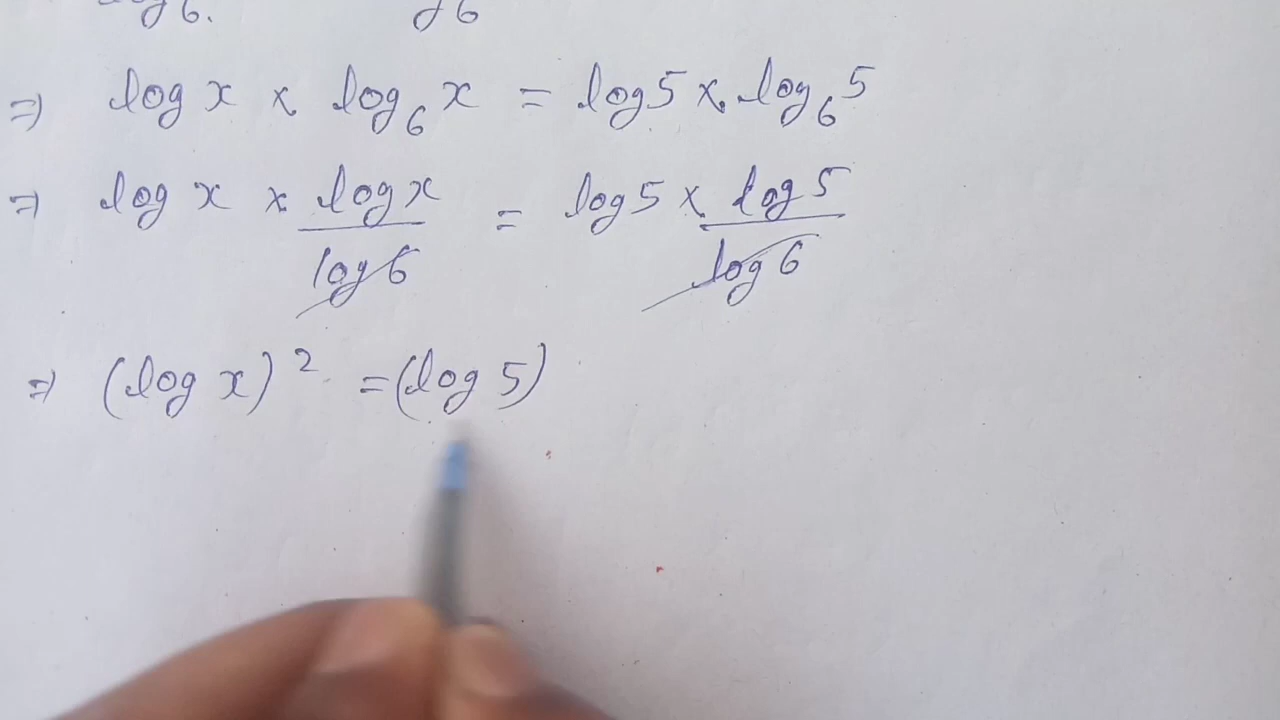 ⇒ log x × log₆ x = log 5 × log₆ 5
⇒ log x × log x / log 6 = log 5 × log 5 / log 6
⇒ (log x)² = (log 5)